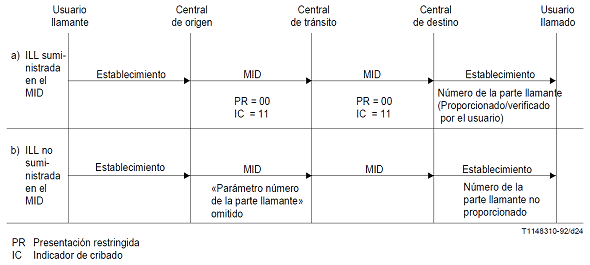 Usuario
llamante
Central
de origen
Central
de tránsito
Central
de destino
Usuario
llamado
a) ILL sumi-
nistrada
en el
MID
Establecimiento
MID
MID
Establecimiento
PR = 00
IC = 11
PR = 00
IC = 11
Número de la parte llamante
(Proporcionado/verificado
por el usuario)
b) ILL no
sumi-
nistrada
en el
MID
Establecimiento
MID
MID
Establecimiento
«Parámetro número
de la parte llamante»
omitido
Número de la
parte llamante no
proporcionado
T1148310-92/d24
PR Presentación restringida
IC Indicador de cribado